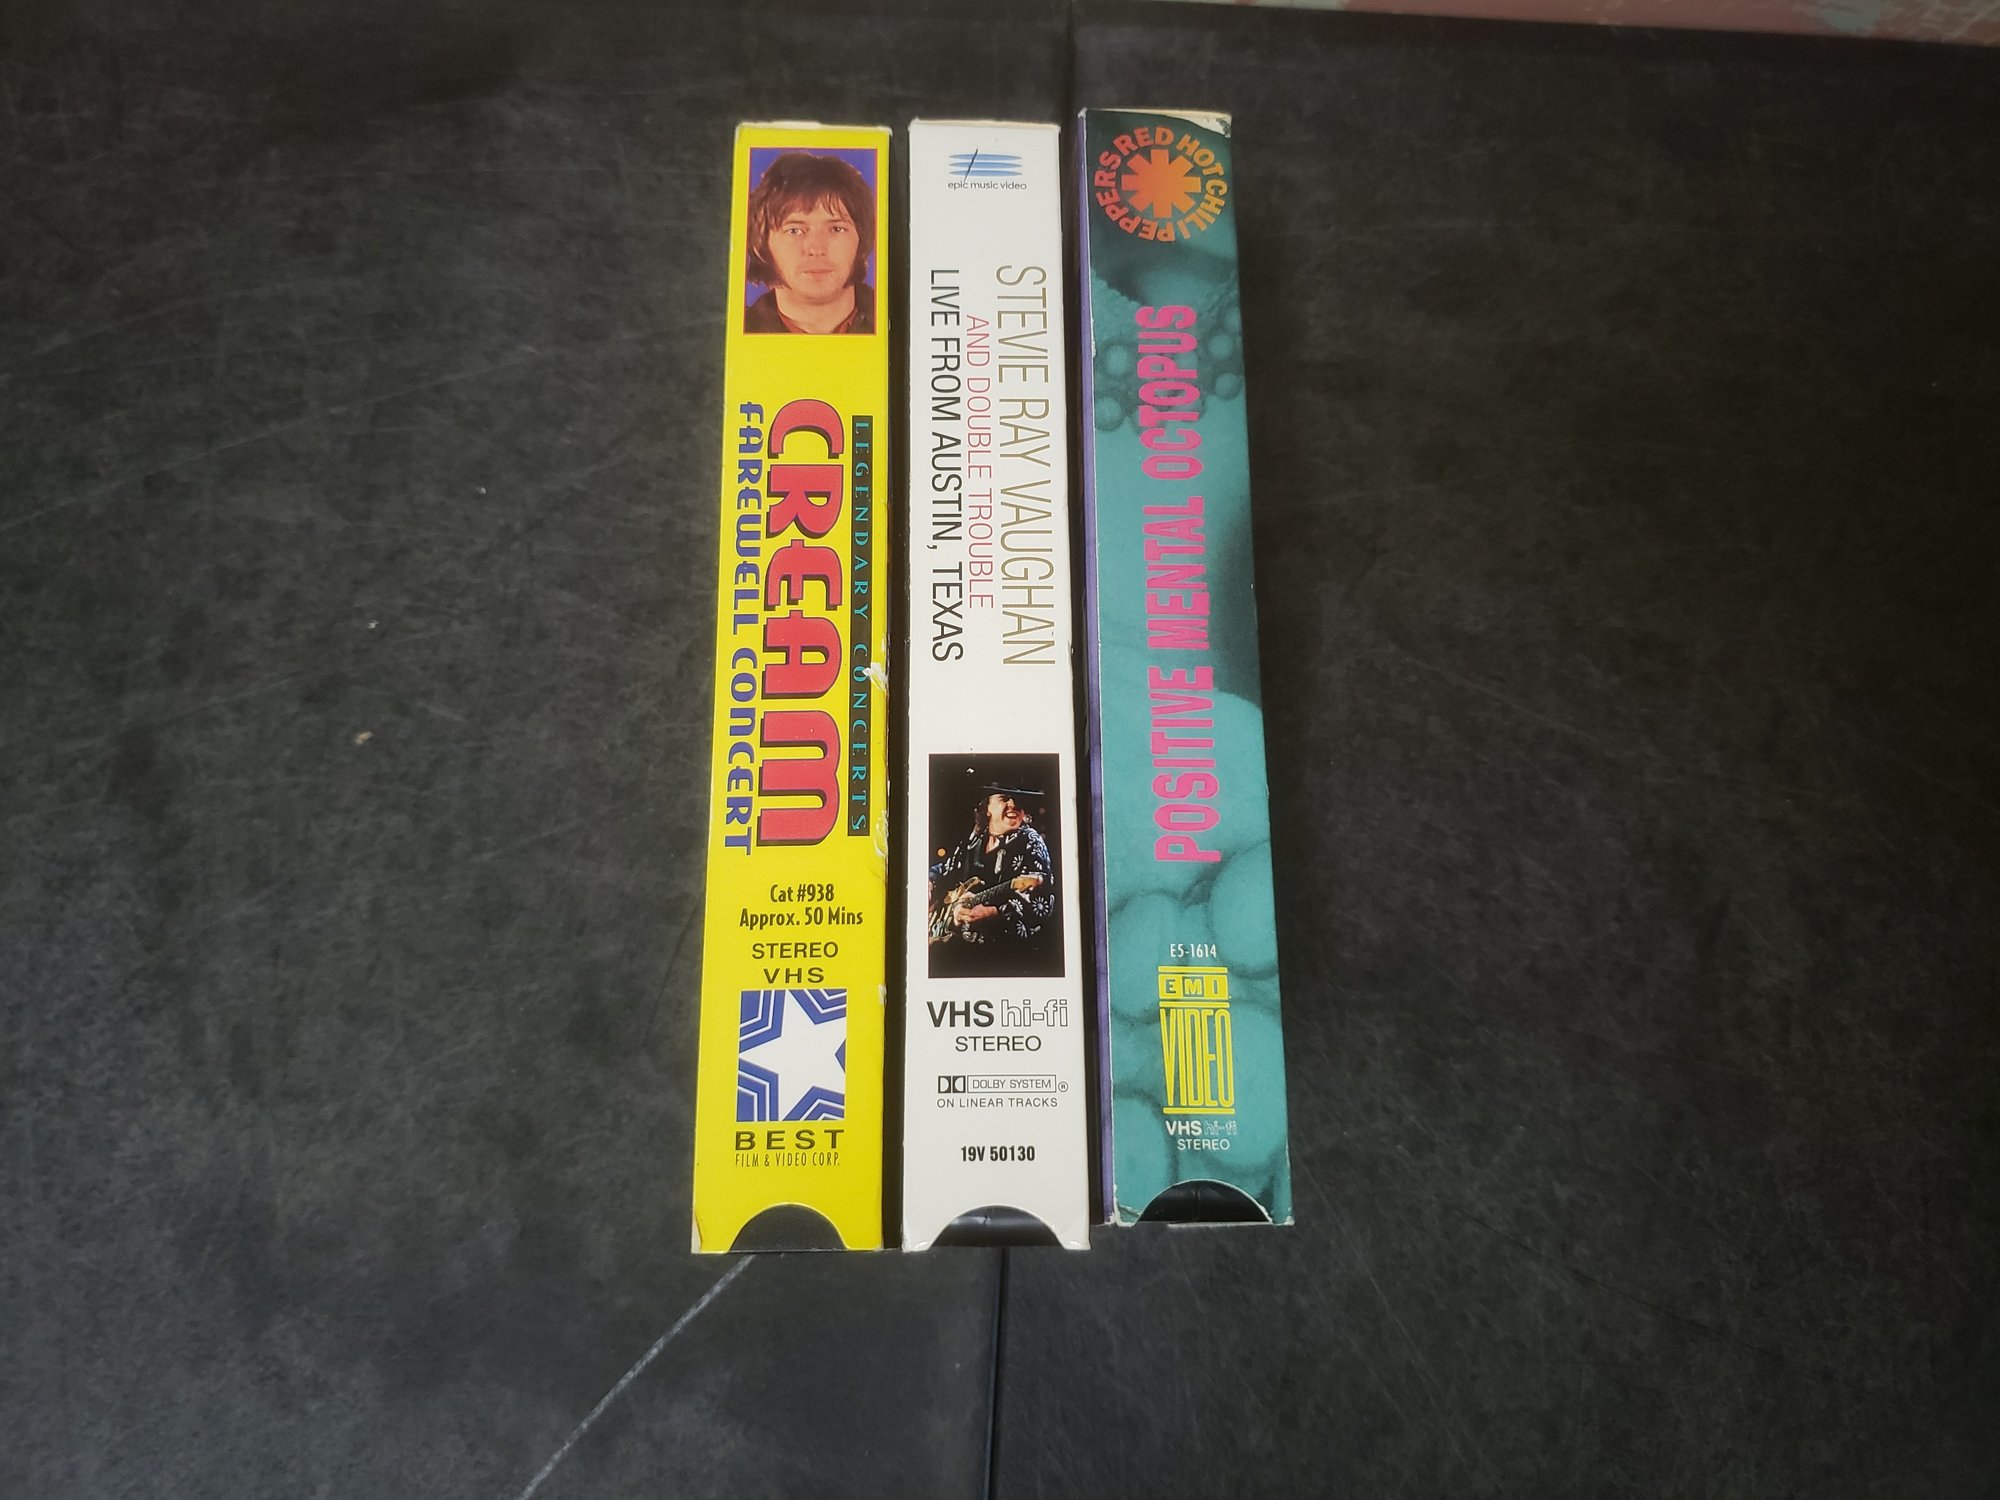 LEGENDARY CONCERTS
CREAM
FAREWELL CONCERT
Cat #938
Approx. 50 Mins
STEREO
VHS
BEST
FILM & VIDEO CORP.
epic music video
STEVIE RAY VAUGHAN
AND DOUBLE TROUBLE
LIVE FROM AUSTIN, TEXAS
VHS hi-fi
STEREO
DOLBY SYSTEM ®
ON LINEAR TRACKS
19V 50130
RED HOT CHILI PEPPERS
POSITIVE MENTAL OCTOPUS
E5-1614
EMI
VIDEO
VHS hi-fi
STEREO